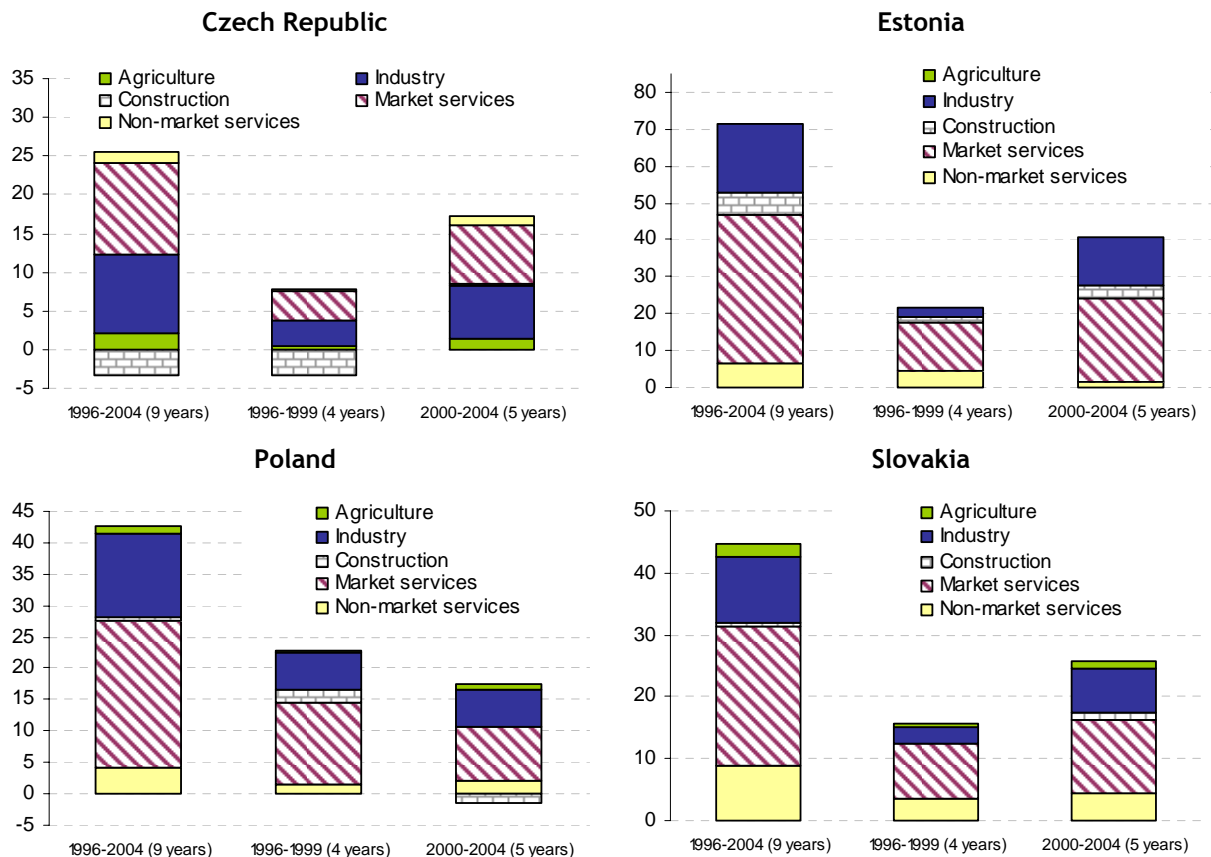 Czech Republic
35
30
25
20
15
10
5
0
-5
Agriculture
Industry
Construction
Market services
Non-market services
1996-2004 (9 years)
1996-1999 (4 years)
2000-2004 (5 years)
Estonia
80
70
60
50
40
30
20
10
0
Agriculture
Industry
Construction
Market services
Non-market services
1996-2004 (9 years)
1996-1999 (4 years)
2000-2004 (5 years)
Poland
45
40
35
30
25
20
15
10
5
0
-5
Agriculture
Industry
Construction
Market services
Non-market services
1996-2004 (9 years)
1996-1999 (4 years)
2000-2004 (5 years)
Slovakia
50
40
30
20
10
0
Agriculture
Industry
Construction
Market services
Non-market services
1996-2004 (9 years)
1996-1999 (4 years)
2000-2004 (5 years)